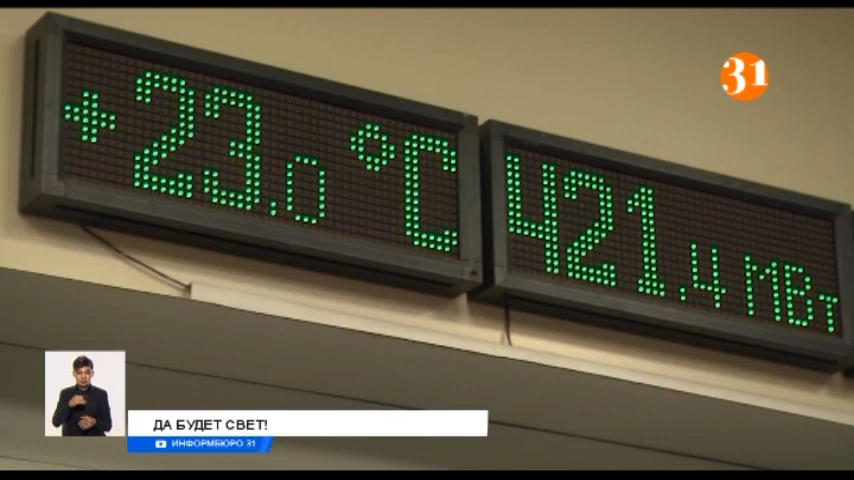 31
+23.0 °C
421.4 МВт
ДА БУДЕТ СВЕТ!
ИНФОРМБЮРО 31